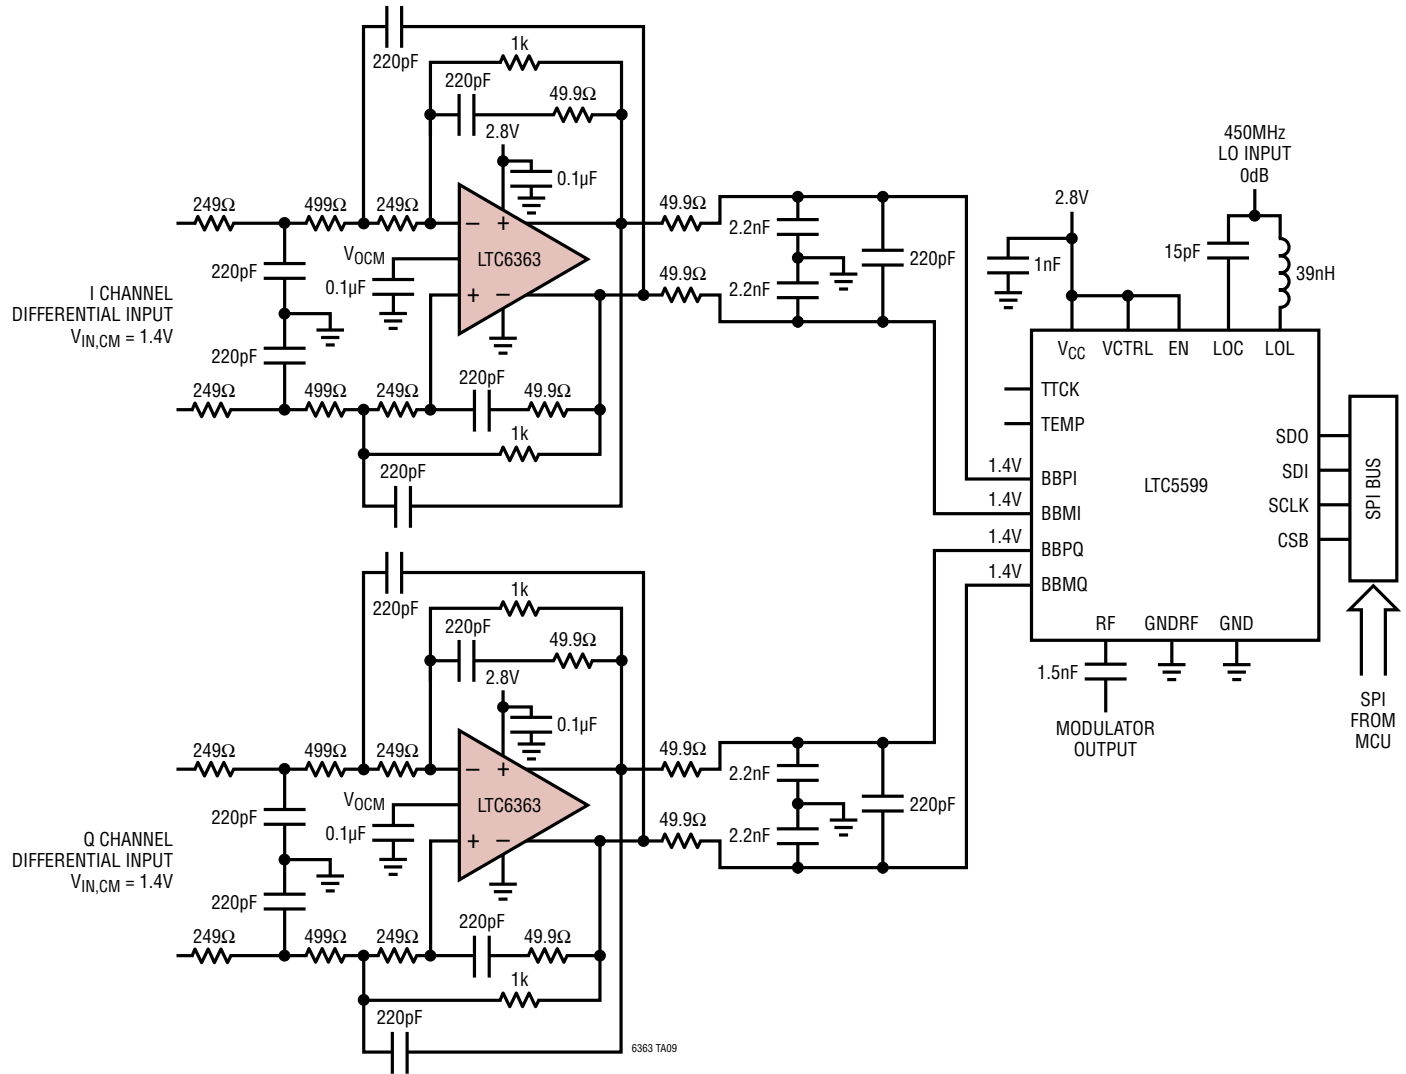 220pF
1k
220pF
49.9Ω
2.8V
0.1µF
249Ω
499Ω
249Ω
49.9Ω
– +
VOCM
LTC6363
0.1µF
220pF
2.2nF
220pF
I CHANNEL
DIFFERENTIAL INPUT
VIN,CM = 1.4V
+ –
49.9Ω
2.2nF
220pF
249Ω
499Ω
249Ω
220pF
49.9Ω
1k
220pF
450MHz
LO INPUT
0dB
2.8V
1nF
15pF
39nH
VCC
VCTRL
EN
LOC
LOL
TTCK
TEMP
1.4V
BBPI
1.4V
BBMI
1.4V
BBPQ
1.4V
BBMQ
LTC5599
SDO
SDI
SCLK
CSB
SPI BUS
RF
GNDRF
GND
1.5nF
MODULATOR
OUTPUT
SPI
FROM
MCU
220pF
1k
220pF
49.9Ω
2.8V
0.1µF
249Ω
499Ω
249Ω
49.9Ω
– +
VOCM
LTC6363
0.1µF
220pF
2.2nF
220pF
Q CHANNEL
DIFFERENTIAL INPUT
VIN,CM = 1.4V
+ –
49.9Ω
2.2nF
220pF
249Ω
499Ω
249Ω
220pF
49.9Ω
1k
220pF
6363 TA09